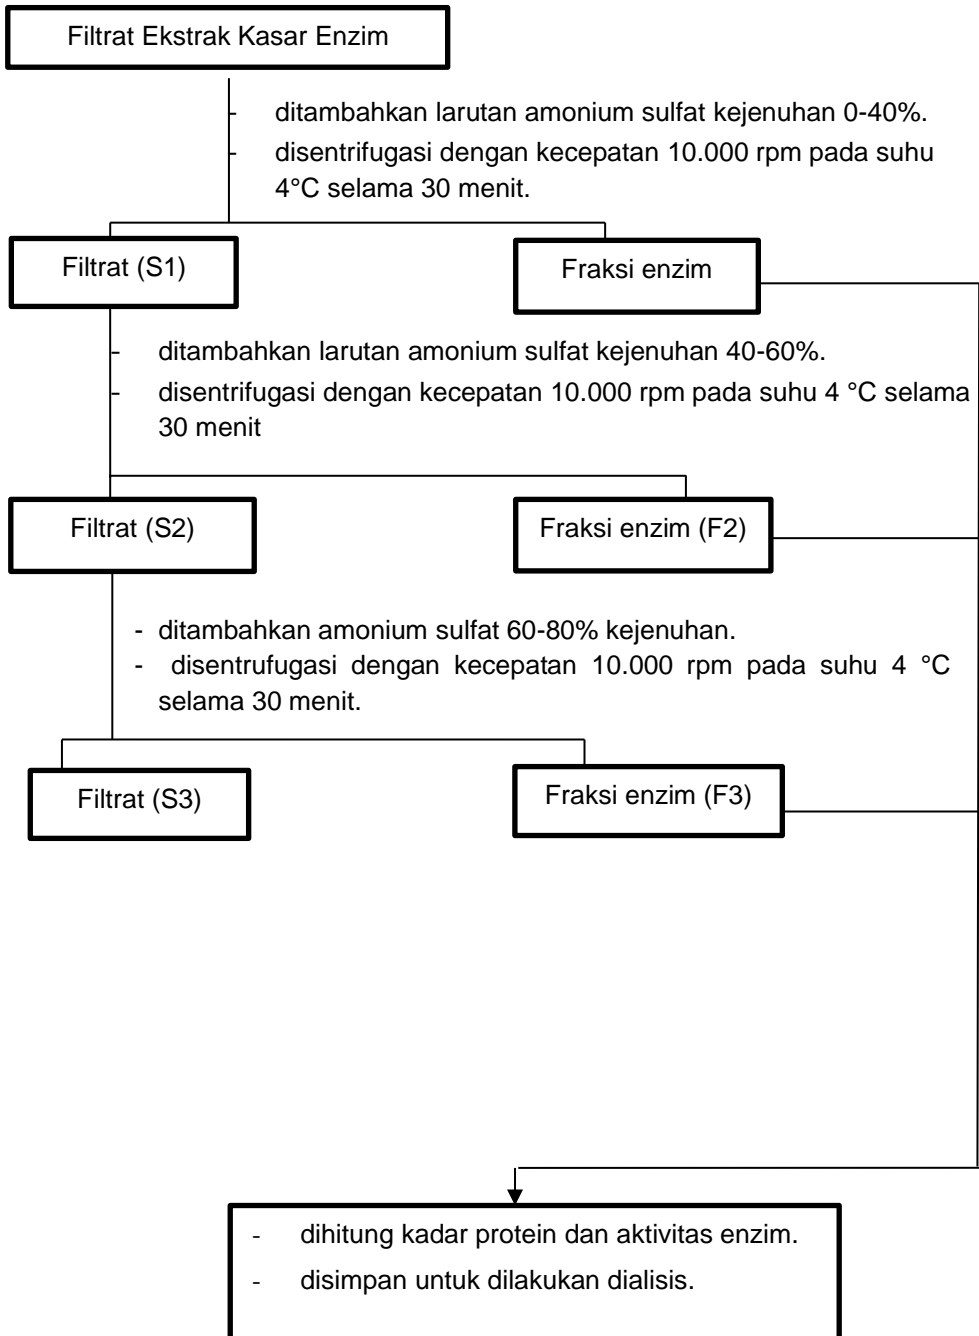 Filtrat Ekstrak Kasar Enzim
- ditambahkan larutan amonium sulfat kejenuhan 0-40%.
- disentrifugasi dengan kecepatan 10.000 rpm pada suhu
4°C selama 30 menit.
Filtrat (S1)
Fraksi enzim
- ditambahkan larutan amonium sulfat kejenuhan 40-60%.
- disentrifugasi dengan kecepatan 10.000 rpm pada suhu 4 °C selama
30 menit
Filtrat (S2)
Fraksi enzim (F2)
- ditambahkan amonium sulfat 60-80% kejenuhan.
- disentrufugasi dengan kecepatan 10.000 rpm pada suhu 4 °C
selama 30 menit.
Filtrat (S3)
Fraksi enzim (F3)
- dihitung kadar protein dan aktivitas enzim.
- disimpan untuk dilakukan dialisis.